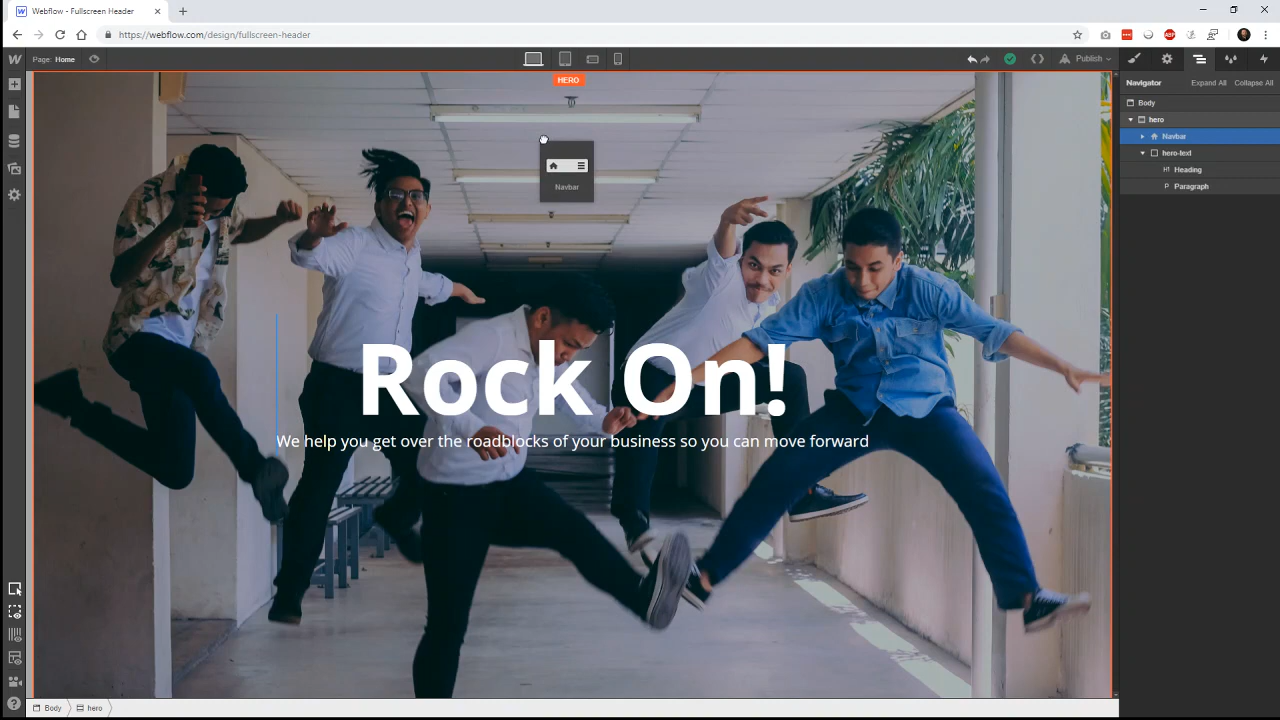 Webflow - Fullscreen Header
https://webflow.com/design/fullscreen-header
Page: Home
Publish
HERO
Navbar
Rock On!
We help you get over the roadblocks of your business so you can move forward
Navigator
Expand All
Collapse All
Body
hero
Navbar
hero-text
H1 Heading
P Paragraph
Body
hero